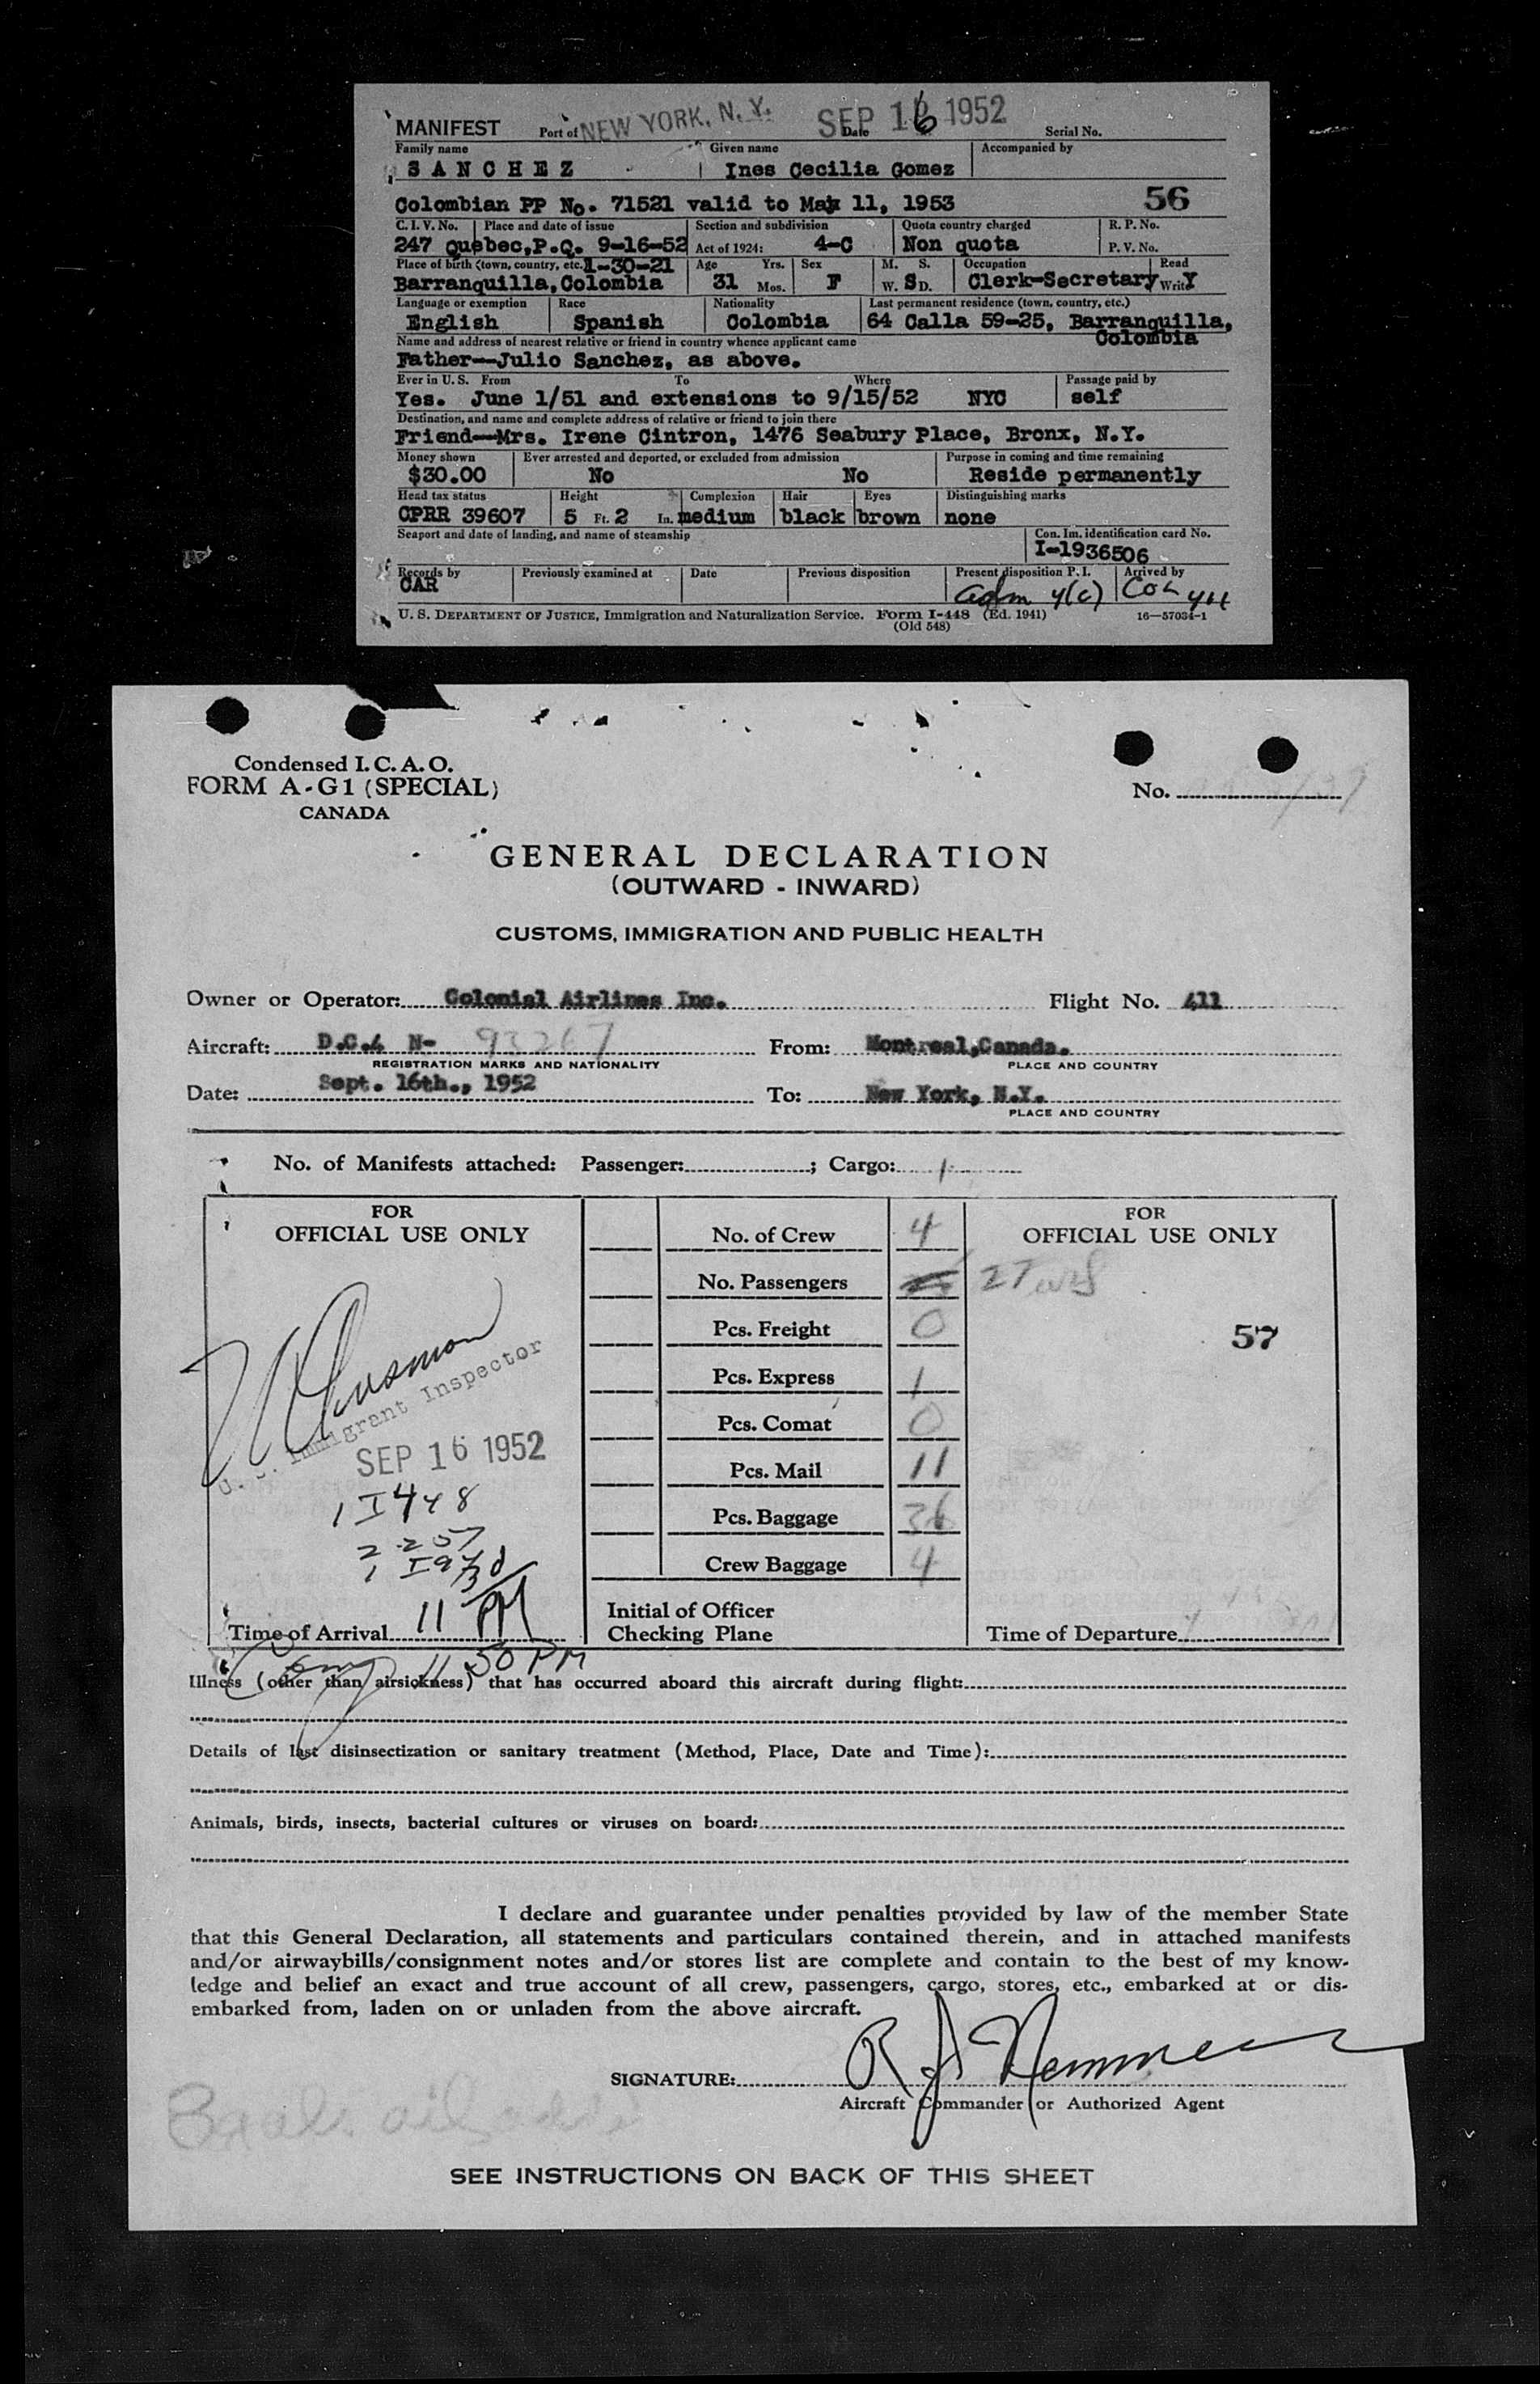 MANIFEST Port of NEW YORK, N. Y. SEP 16 1952 Date Serial No.
Family name Given name Accompanied by
SANCHEZ Ines Cecilia Gomez
Colombian PP No. 71521 valid to May 11, 1953 56
C. I. V. No. Place and date of issue Section and subdivision Quota country charged R. P. No.
247 Quebec,P.Q. 9-16-52 Act of 1924: 4-C Non quota P. V. No.
Place of birth (town, country, etc.) 1-30-21 Age Yrs. Sex M. S. Occupation Read
Barranquilla,Colombia 31 Mos. F W. S D. Clerk-Secretary Write Y
Language or exemption Race Nationality Last permanent residence (town, country, etc.)
English Spanish Colombia 64 Calla 59-25, Barranquilla,
Name and address of nearest relative or friend in country whence applicant came Colombia
Father--Julio Sanchez, as above.
Ever in U. S. From To Where Passage paid by
Yes. June 1/51 and extensions to 9/15/52 NYC self
Destination, and name and complete address of relative or friend to join there
Friend--Mrs. Irene Cintron, 1476 Seabury Place, Bronx, N.Y.
Money shown Ever arrested and deported, or excluded from admission Purpose in coming and time remaining
$30.00 No No Reside permanently
Head tax status Height Complexion Hair Eyes Distinguishing marks
CPRR 39607 5 Ft. 2 In. medium black brown none
Seaport and date of landing, and name of steamship Con. Im. identification card No.
I-1936506
Records by Previously examined at Date Previous disposition Present disposition P. I. Arrived by
CAR adm 4(c) Col 411
U. S. DEPARTMENT OF JUSTICE, Immigration and Naturalization Service. Form I-448 (Ed. 1941) 16—57034-1
(Old 548)
Condensed I. C. A. O.
FORM A-G1 (SPECIAL)
CANADA
No.
GENERAL DECLARATION
(OUTWARD - INWARD)
CUSTOMS, IMMIGRATION AND PUBLIC HEALTH
Owner or Operator: Colonial Airlines Inc. Flight No. 411
Aircraft: D.C.4 N- 93267 From: Montreal,Canada.
REGISTRATION MARKS AND NATIONALITY PLACE AND COUNTRY
Date: Sept. 16th., 1952 To: New York, N.Y.
PLACE AND COUNTRY
No. of Manifests attached: Passenger: ; Cargo: 1
FOR FOR
OFFICIAL USE ONLY No. of Crew 4 OFFICIAL USE ONLY
No. Passengers 27
Pcs. Freight 0 57
Pcs. Express 1
U. S. Immigrant Inspector
Pcs. Comat 0
SEP 16 1952
Pcs. Mail 11
1 I448
Pcs. Baggage 36
2 257
Crew Baggage 4
Initial of Officer
Time of Arrival 11 PM Checking Plane Time of Departure
Comp 11 50 PM
Illness (other than airsickness) that has occurred aboard this aircraft during flight:
Details of last disinsectization or sanitary treatment (Method, Place, Date and Time):
Animals, birds, insects, bacterial cultures or viruses on board:
I declare and guarantee under penalties provided by law of the member State
that this General Declaration, all statements and particulars contained therein, and in attached manifests
and/or airwaybills/consignment notes and/or stores list are complete and contain to the best of my know-
ledge and belief an exact and true account of all crew, passengers, cargo, stores, etc., embarked at or dis-
embarked from, laden on or unladen from the above aircraft.
SIGNATURE: R J
Aircraft Commander or Authorized Agent
SEE INSTRUCTIONS ON BACK OF THIS SHEET